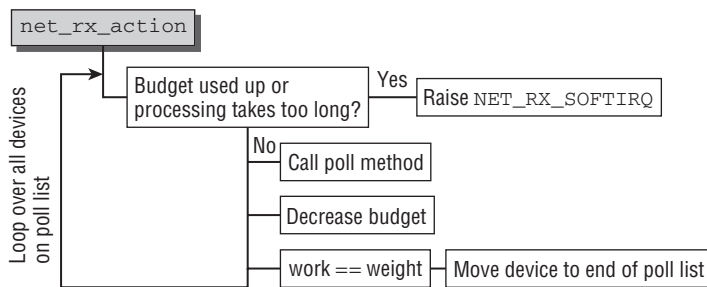 net_rx_action
Budget used up or
processing takes too long?
Yes
Raise NET_RX_SOFTIRQ
No
Call poll method
Decrease budget
work == weight
Move device to end of poll list
Loop over all devices
on poll list